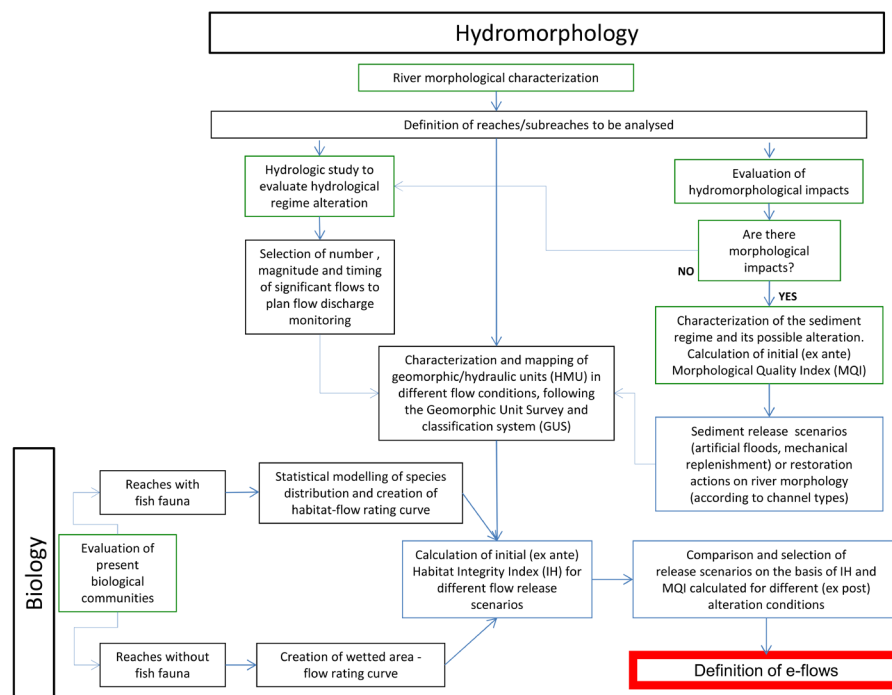 Hydromorphology
River morphological characterization
Definition of reaches/subreaches to be analysed
Hydrologic study to
evaluate hydrological
regime alteration
Evaluation of
hydromorphological impacts
Are there
morphological
impacts?
NO
YES
Selection of number ,
magnitude and timing
of significant flows to
plan flow discharge
monitoring
Characterization of the sediment
regime and its possible alteration.
Calculation of initial (ex ante)
Morphological Quality Index (MQI)
Characterization and mapping of
geomorphic/hydraulic units (HMU) in
different flow conditions, following
the Geomorphic Unit Survey and
classification system (GUS)
Sediment release scenarios
(artificial floods, mechanical
replenishment) or restoration
actions on river morphology
(according to channel types)
Biology
Reaches with
fish fauna
Statistical modelling of species
distribution and creation of
habitat-flow rating curve
Evaluation of
present
biological
communities
Calculation of initial (ex ante)
Habitat Integrity Index (IH) for
different flow release
scenarios
Comparison and selection of
release scenarios on the basis of IH and
MQI calculated for different (ex post)
alteration conditions
Reaches without
fish fauna
Creation of wetted area -
flow rating curve
Definition of e-flows